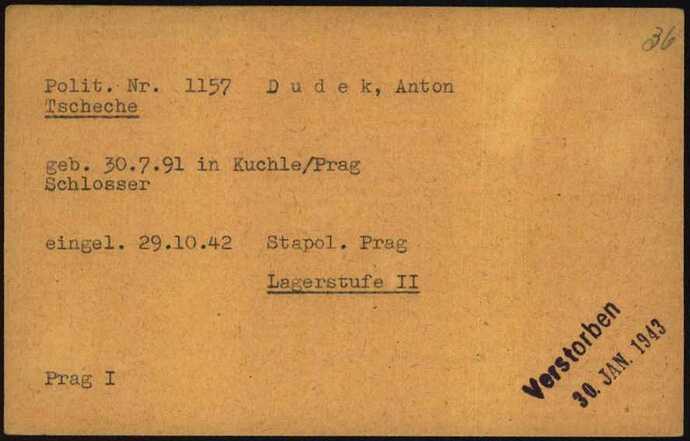 36
Polit. Nr. 1157 D u d e k, Anton
Tscheche
geb. 30.7.91 in Kuchle/Prag
Schlosser
eingel. 29.10.42 Stapol. Prag
Lagerstufe II
Verstorben
30. JAN. 1943
Prag I